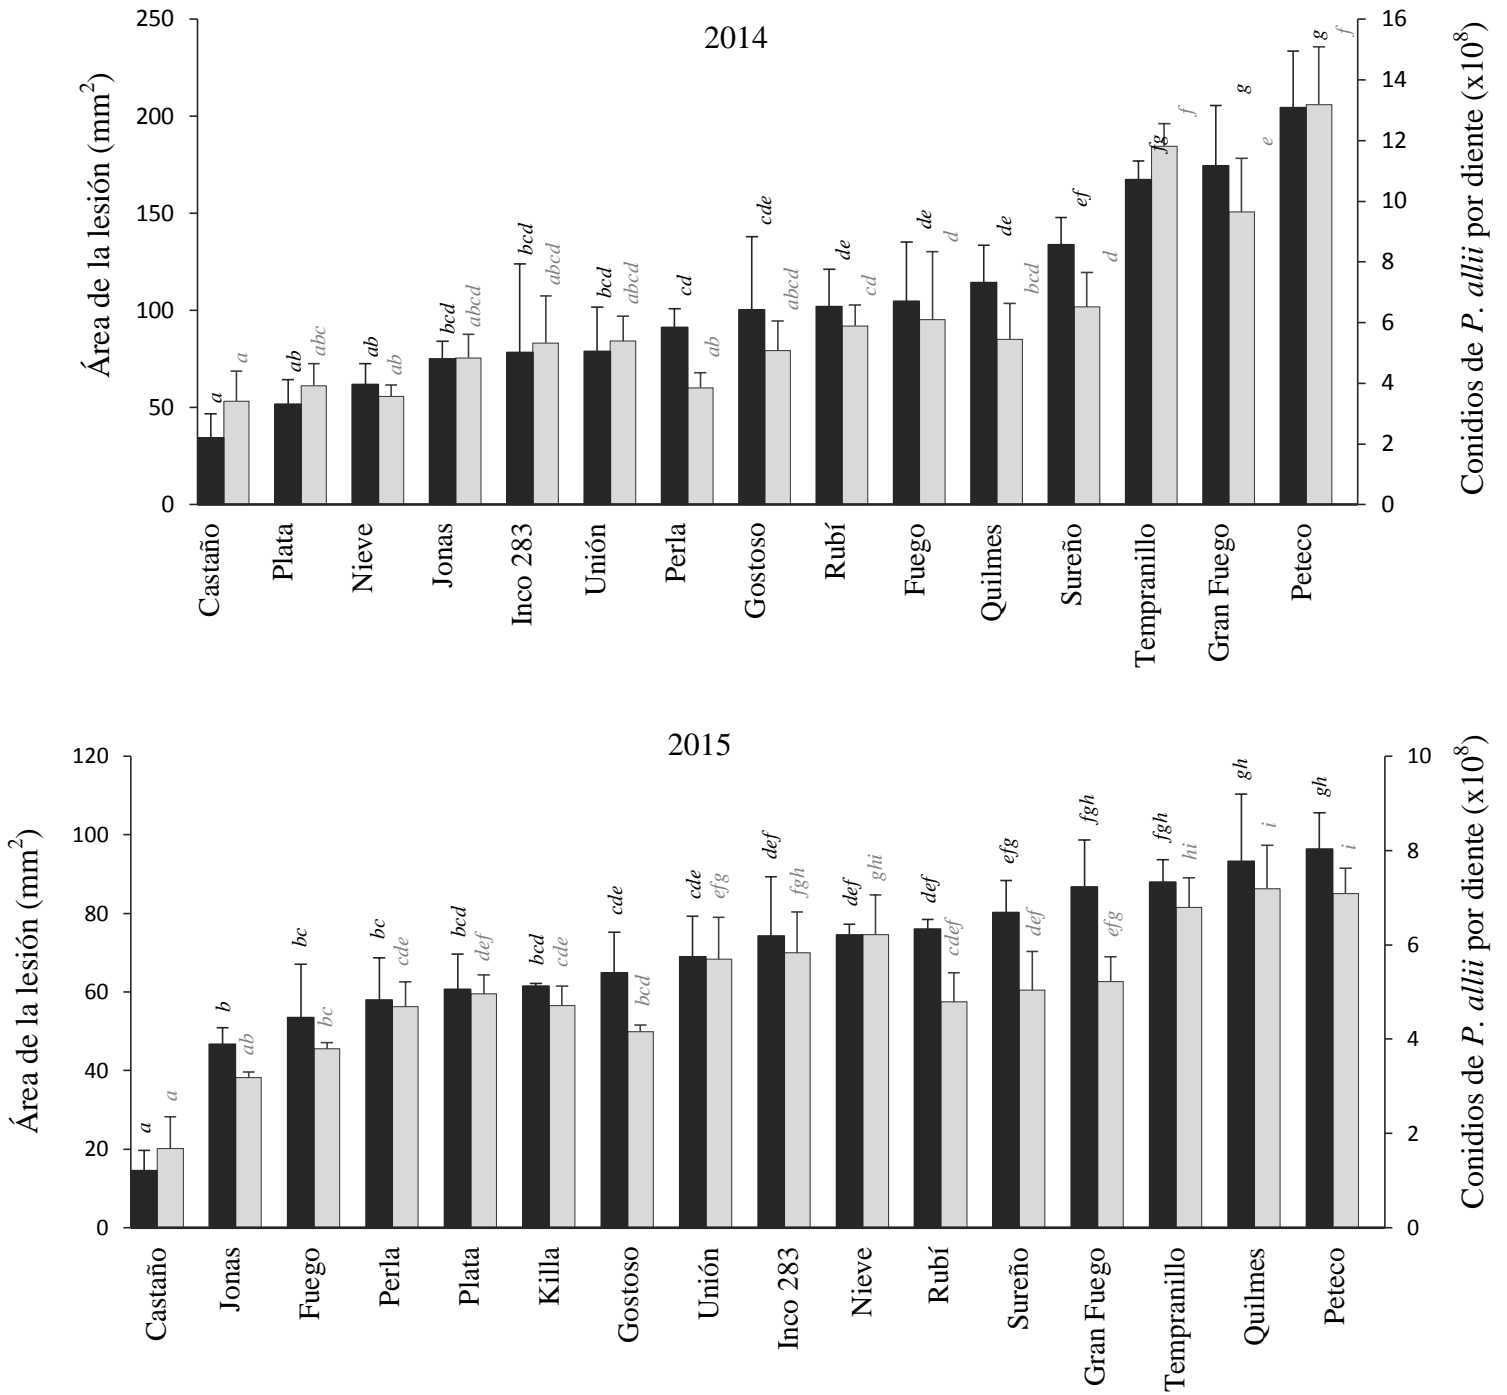 2014
Área de la lesión (mm²)
Conidios de P. allii por diente (x10⁸)
250
200
150
100
50
0
16
14
12
10
8
6
4
2
0
a a
ab abc
ab ab
bcd abcd
bcd abcd
bcd abcd
cd ab
cde abcd
de cd
de d
de bcd
ef d
fg f
g e
g f
Castaño
Plata
Nieve
Jonas
Inco 283
Unión
Perla
Gostoso
Rubí
Fuego
Quilmes
Sureño
Tempranillo
Gran Fuego
Peteco
2015
Área de la lesión (mm²)
Conidios de P. allii por diente (x10⁸)
120
100
80
60
40
20
0
10
8
6
4
2
0
a a
b ab
bc bc
bc cde
bcd def
bcd cde
cde bcd
cde efg
def fgh
def ghi
def cdef
efg def
fgh efg
fgh hi
gh i
gh i
Castaño
Jonas
Fuego
Perla
Plata
Killa
Gostoso
Unión
Inco 283
Nieve
Rubí
Sureño
Gran Fuego
Tempranillo
Quilmes
Peteco